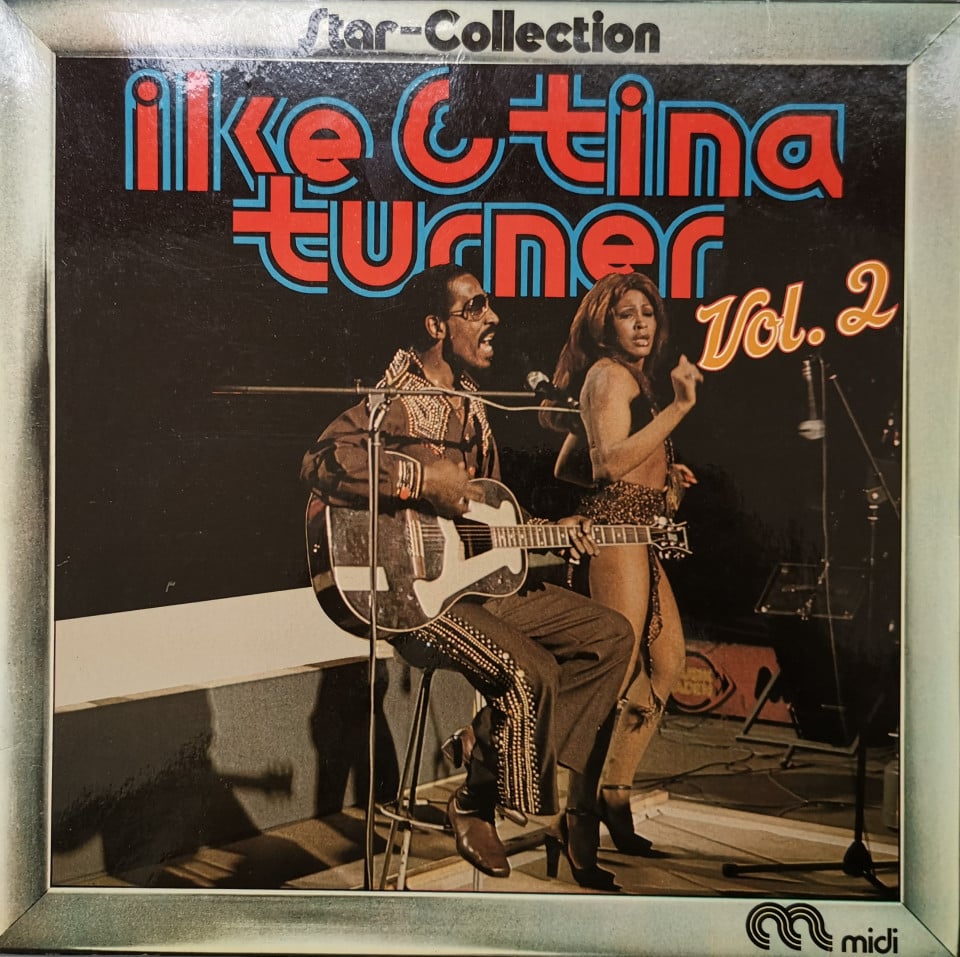 Star-Collection
ike & tina
turner
Vol. 2
midi